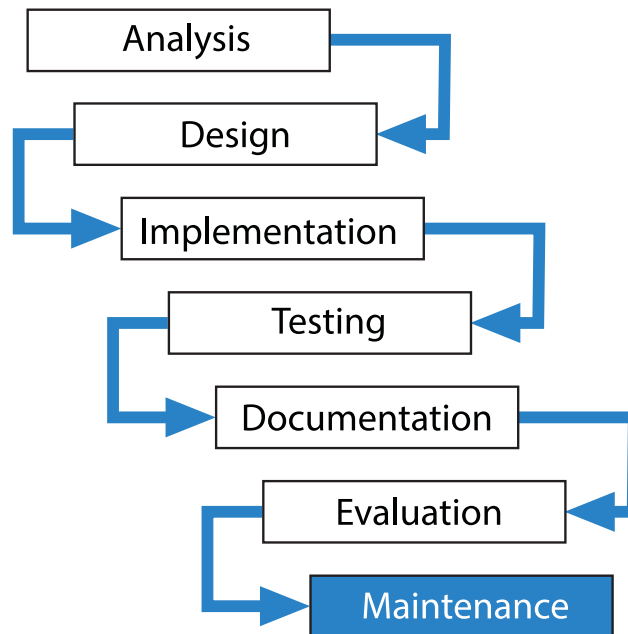 Analysis
Design
Implementation
Testing
Documentation
Evaluation
Maintenance